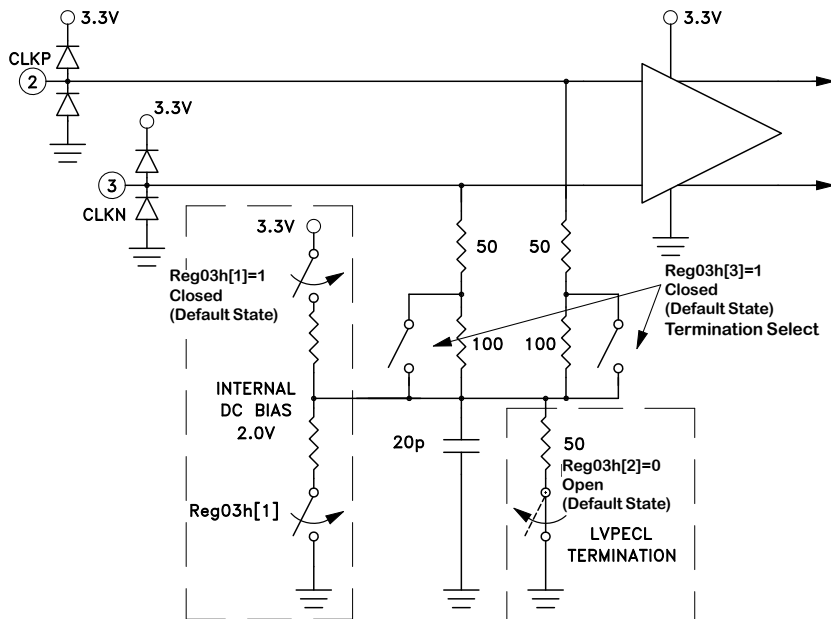 3.3V
3.3V
CLKP
2
3.3V
3
CLKN
3.3V
50
50
Reg03h[1]=1
Closed
(Default State)
Reg03h[3]=1
Closed
(Default State)
Termination Select
100
100
INTERNAL
DC BIAS
2.0V
20p
50
Reg03h[2]=0
Open
(Default State)
Reg03h[1]
LVPECL
TERMINATION